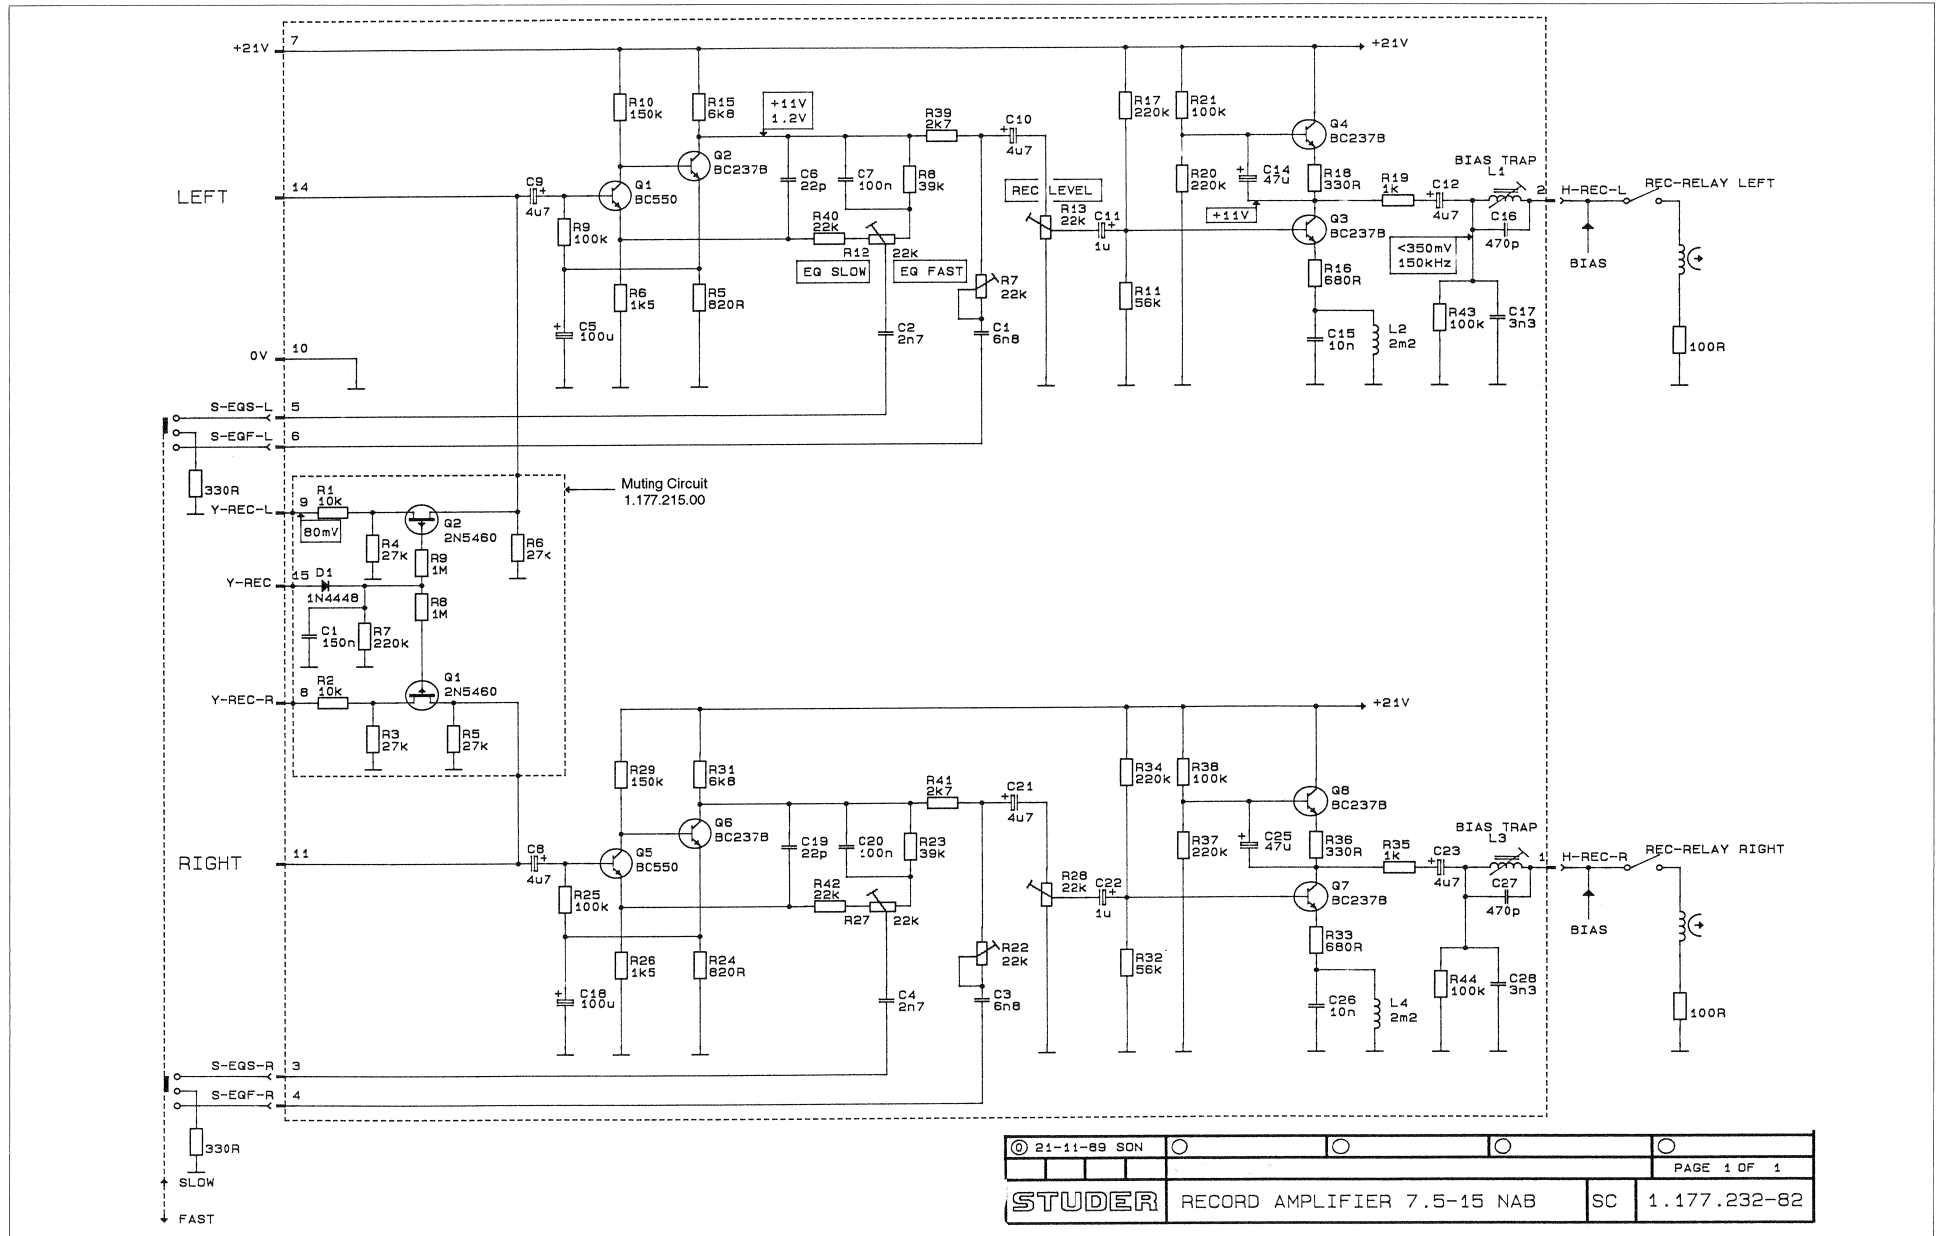 +21V
7
+21V
R10
150k
R15
6k8
+11V
1.2V
R39
2k7
C10
4u7
R17
220k
R21
100k
Q4
BC237B
Q2
BC237B
C6
22p
C7
100n
R8
39k
REC LEVEL
R20
220k
C14
47u
R18
330R
BIAS TRAP
L1
LEFT
14
C9
4u7
Q1
BC550
R13
22k
C11
1u
+11V
R19
1k
C12
4u7
2
H-REC-L
REC-RELAY LEFT
R9
100k
R40
22k
R12
22k
Q3
BC237B
C16
470p
<350mV
150kHz
BIAS
EQ SLOW
EQ FAST
R7
22k
R16
680R
R6
1k5
R5
820R
R11
56k
C5
100u
C2
2n7
C1
6n8
C15
10n
L2
2m2
R43
100k
C17
3n3
100R
0V
10
S-EQS-L
5
S-EQF-L
6
330R
Muting Circuit
1.177.215.00
Y-REC-L
9
R1
10k
80mV
Q2
2N5460
R4
27k
R9
1M
R6
27k
Y-REC
15
D1
1N4448
R8
1M
C1
150n
R7
220k
Y-REC-R
8
R2
10k
Q1
2N5460
R3
27k
R5
27k
+21V
R29
150k
R31
6k8
R41
2k7
C21
4u7
R34
220k
R38
100k
Q8
BC237B
Q6
BC237B
C19
22p
C20
100n
R23
39k
R37
220k
C25
47u
R36
330R
BIAS TRAP
L3
RIGHT
11
C8
4u7
Q5
BC550
R28
22k
C22
1u
R35
1k
C23
4u7
1
H-REC-R
REC-RELAY RIGHT
R25
100k
R42
22k
R27
22k
Q7
BC237B
C27
470p
BIAS
R22
22k
R33
680R
R26
1k5
R24
820R
R32
56k
C18
100u
C4
2n7
C3
6n8
C26
10n
L4
2m2
R44
100k
C28
3n3
100R
S-EQS-R
3
S-EQF-R
4
330R
SLOW
FAST
0 21-11-89 SON
PAGE 1 OF 1
STUDER
RECORD AMPLIFIER 7.5-15 NAB
SC
1.177.232-82